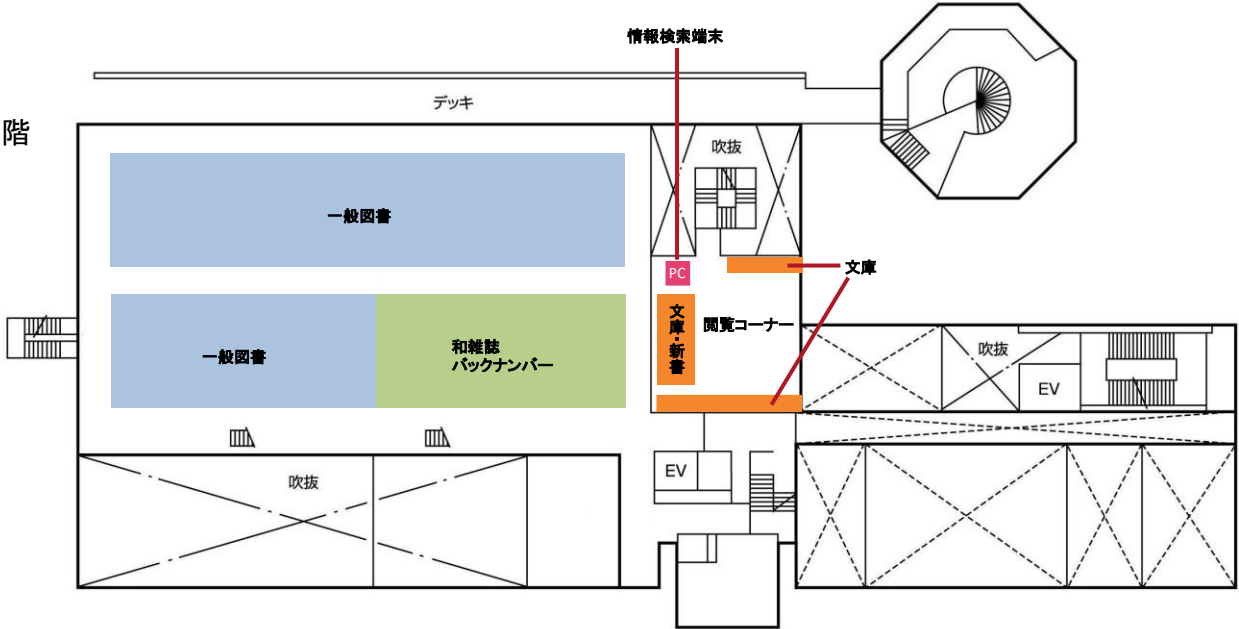 情報検索端末
デッキ
階
吹抜
一般図書
PC
文庫
文庫・新書
閲覧コーナー
一般図書
和雑誌
バックナンバー
吹抜
EV
EV
吹抜